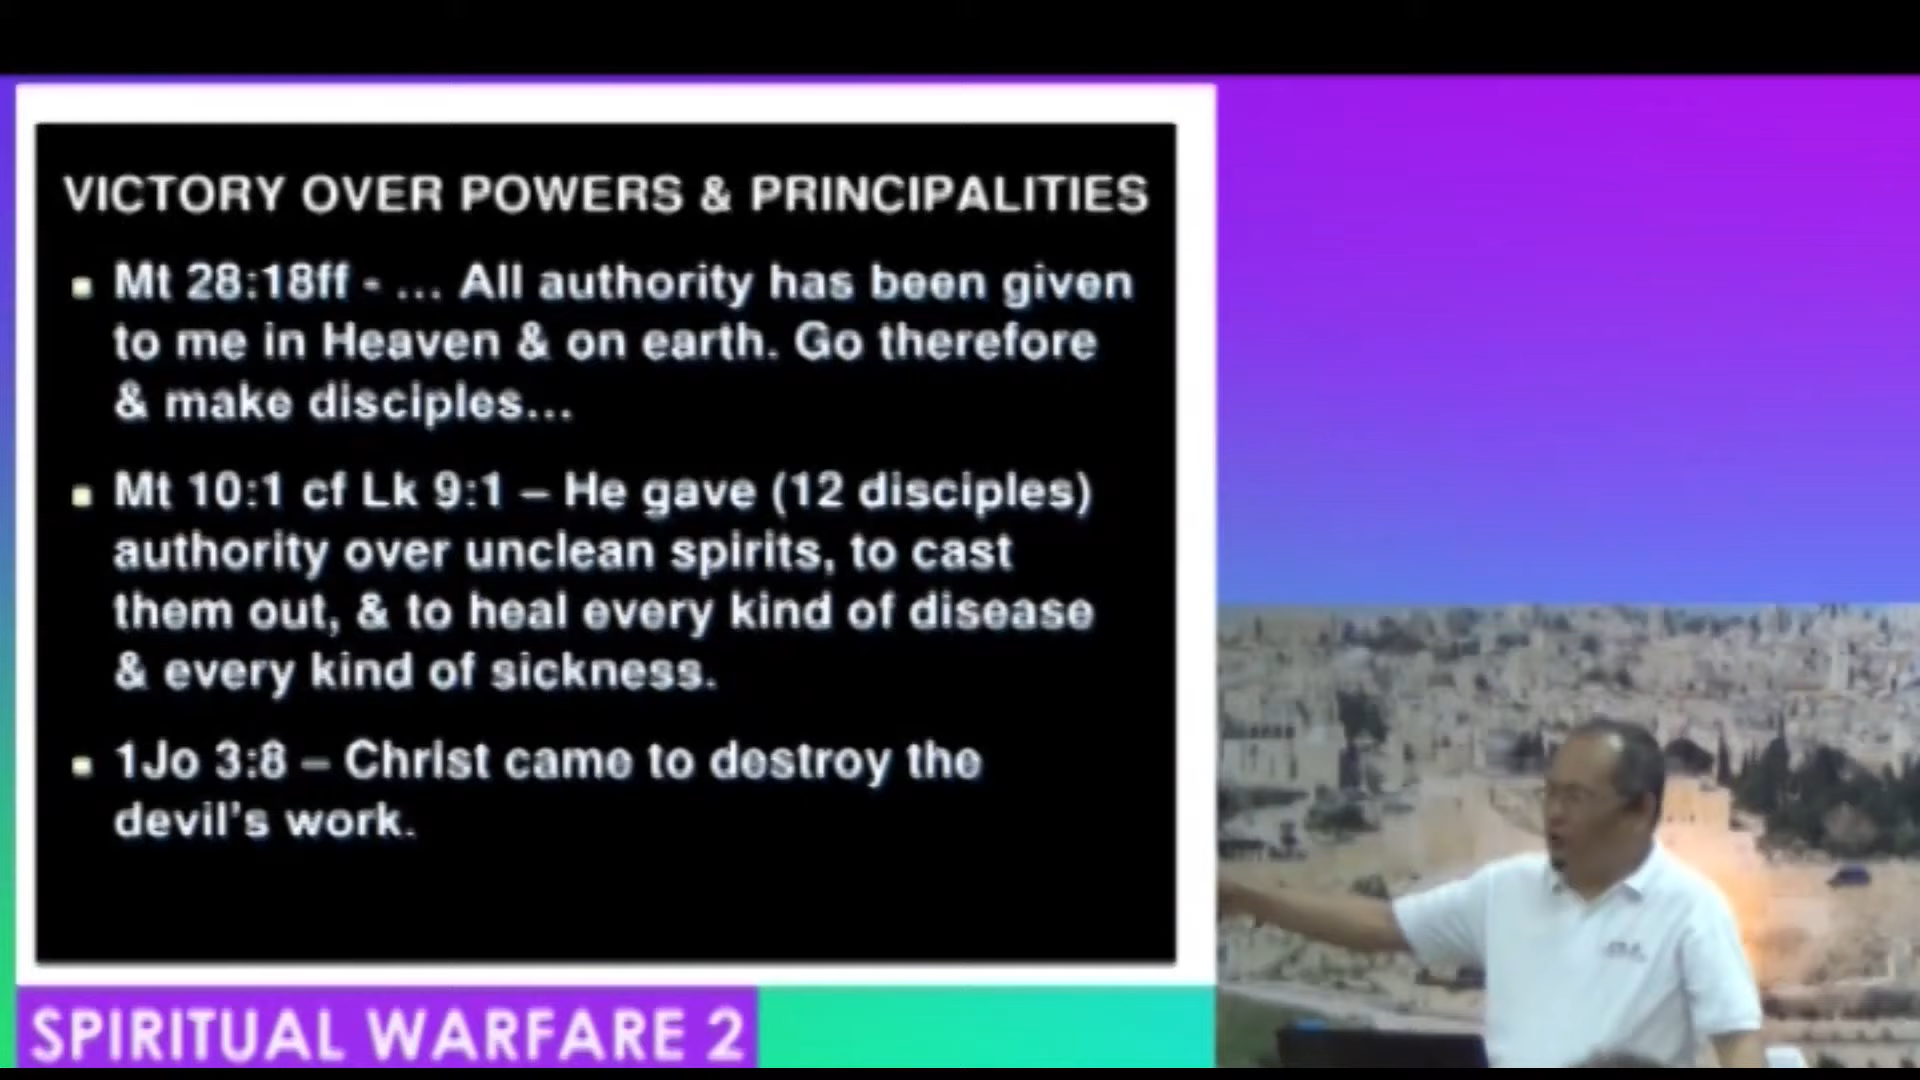 VICTORY OVER POWERS & PRINCIPALITIES
Mt 28:18ff - ... All authority has been given
to me in Heaven & on earth. Go therefore
& make disciples...
Mt 10:1 cf Lk 9:1 – He gave (12 disciples)
authority over unclean spirits, to cast
them out, & to heal every kind of disease
& every kind of sickness.
1Jo 3:8 – Christ came to destroy the
devil's work.
SPIRITUAL WARFARE 2